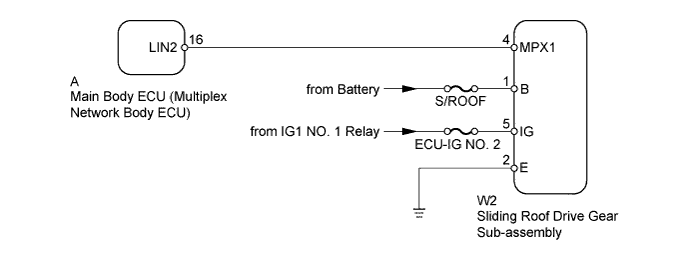 LIN2 16
4 MPX1
A
Main Body ECU (Multiplex
Network Body ECU)
from Battery
S/ROOF
1 B
from IG1 NO. 1 Relay
ECU-IG NO. 2
5 IG
2 E
W2
Sliding Roof Drive Gear
Sub-assembly